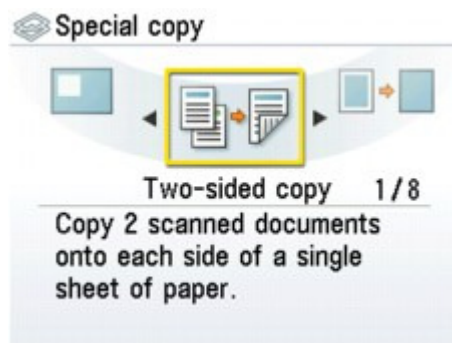 Special copy
Two-sided copy 1/8
Copy 2 scanned documents
onto each side of a single
sheet of paper.